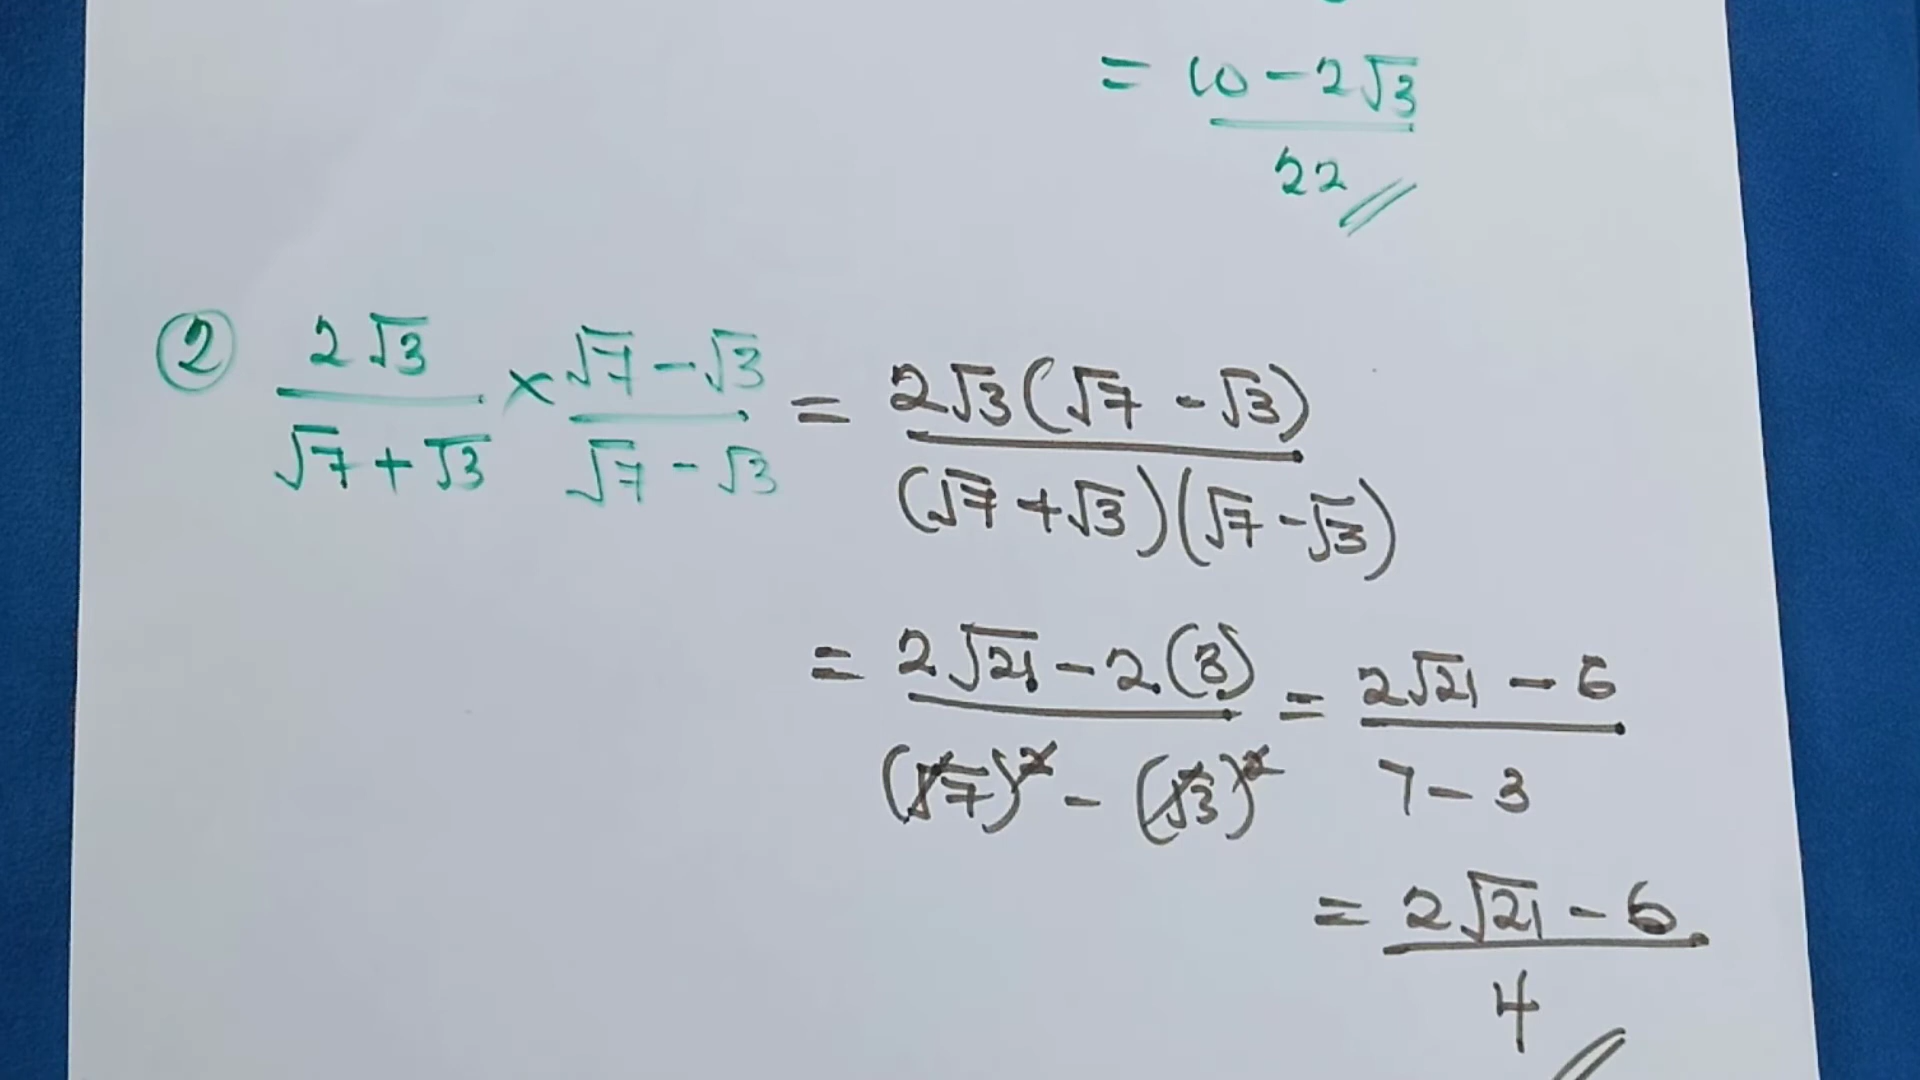 = 10 - 2√3
22
② 2√3 × √7 - √3 = 2√3(√7 - √3)
√7 + √3 √7 - √3 (√7 + √3)(√7 - √3)
= 2√21 - 2(3) = 2√21 - 6
(√7)² - (√3)² 7 - 3
= 2√21 - 6
4